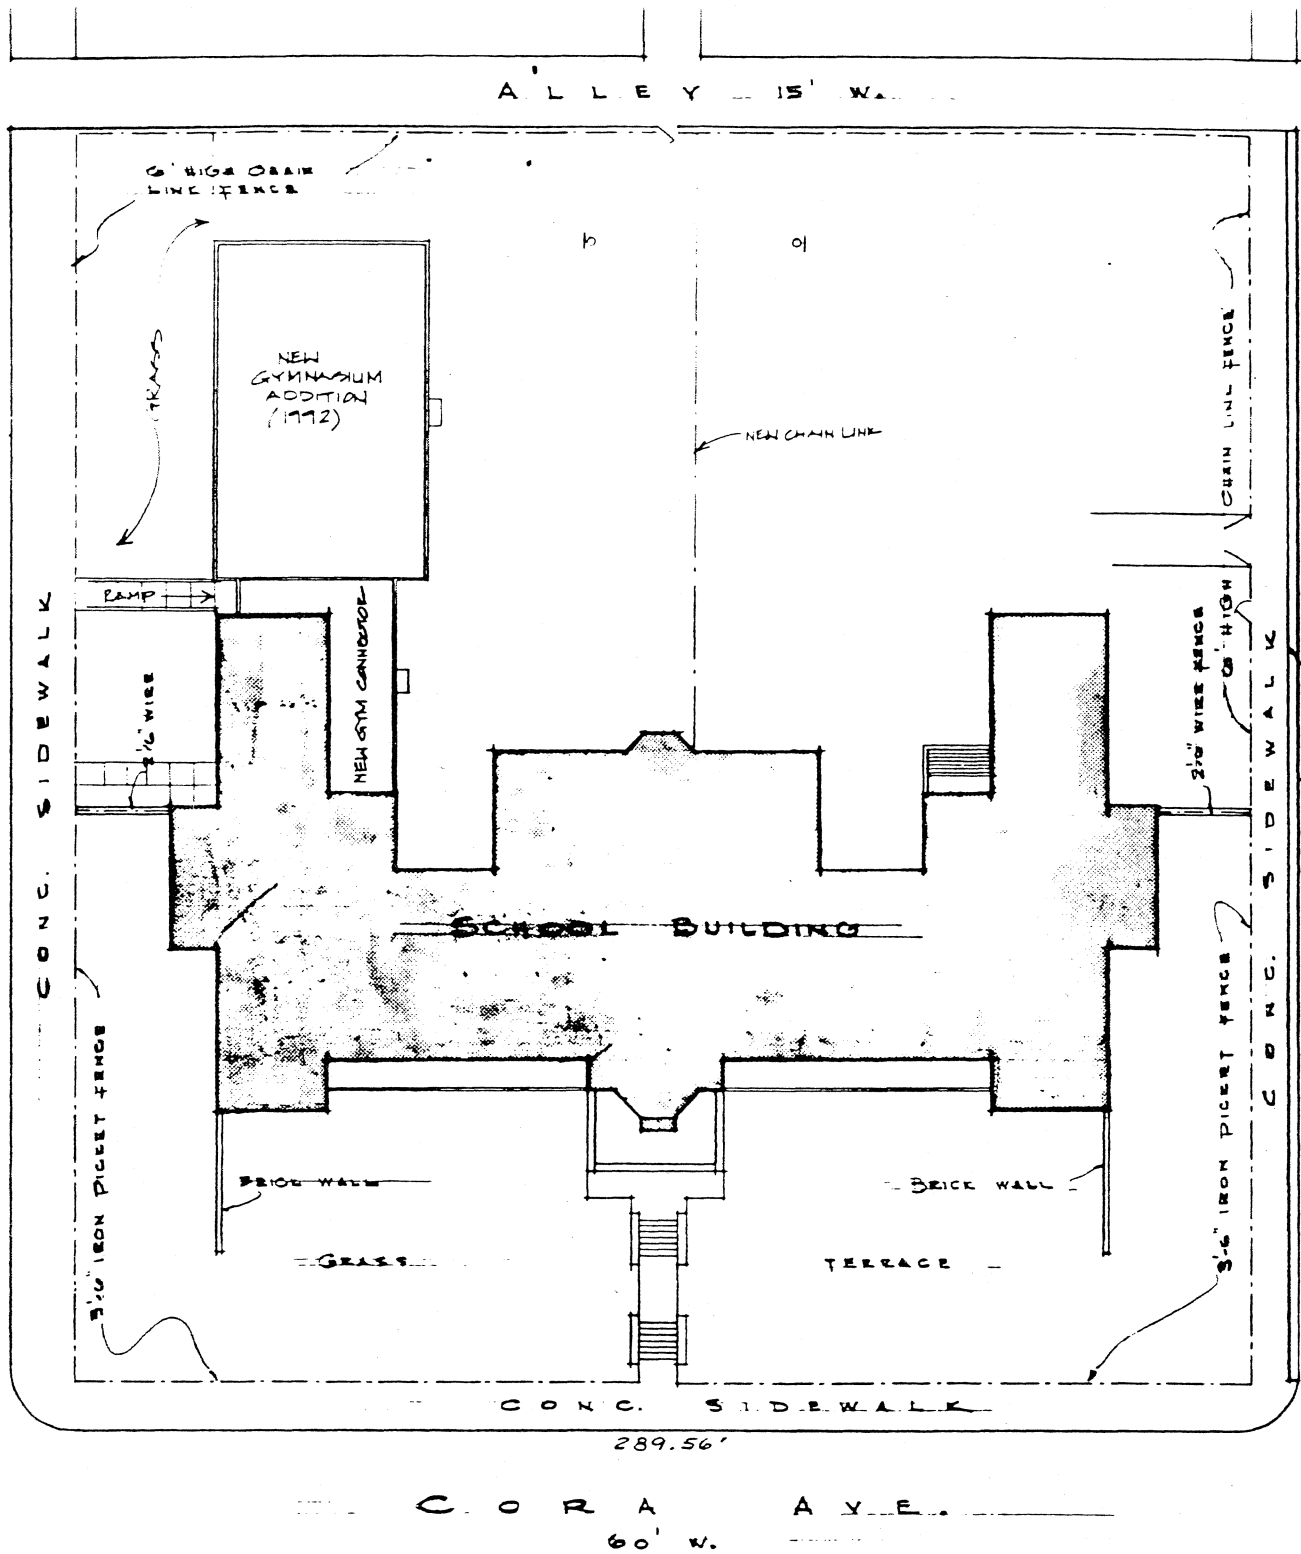 ALLEY 15' W.
6' HIGH CHAIN
LINK FENCE
NEW
GYMNASIUM
ADDITION
(1992)
GRASS
NEW CHAIN LINK
CHAIN LINK FENCE
6' HIGH
RAMP
NEW GYM CONNECTOR
2'6" WIRE
2'0" WIRE FENCE
CONC. SIDEWALK
CONC. SIDEWALK
SCHOOL BUILDING
3'6" IRON PICKET FENCE
3'-6" IRON PICKET FENCE
BRICK WALL
BRICK WALL
GRASS
TERRACE
CONC. SIDEWALK
289.56'
CORA AVE.
60' W.